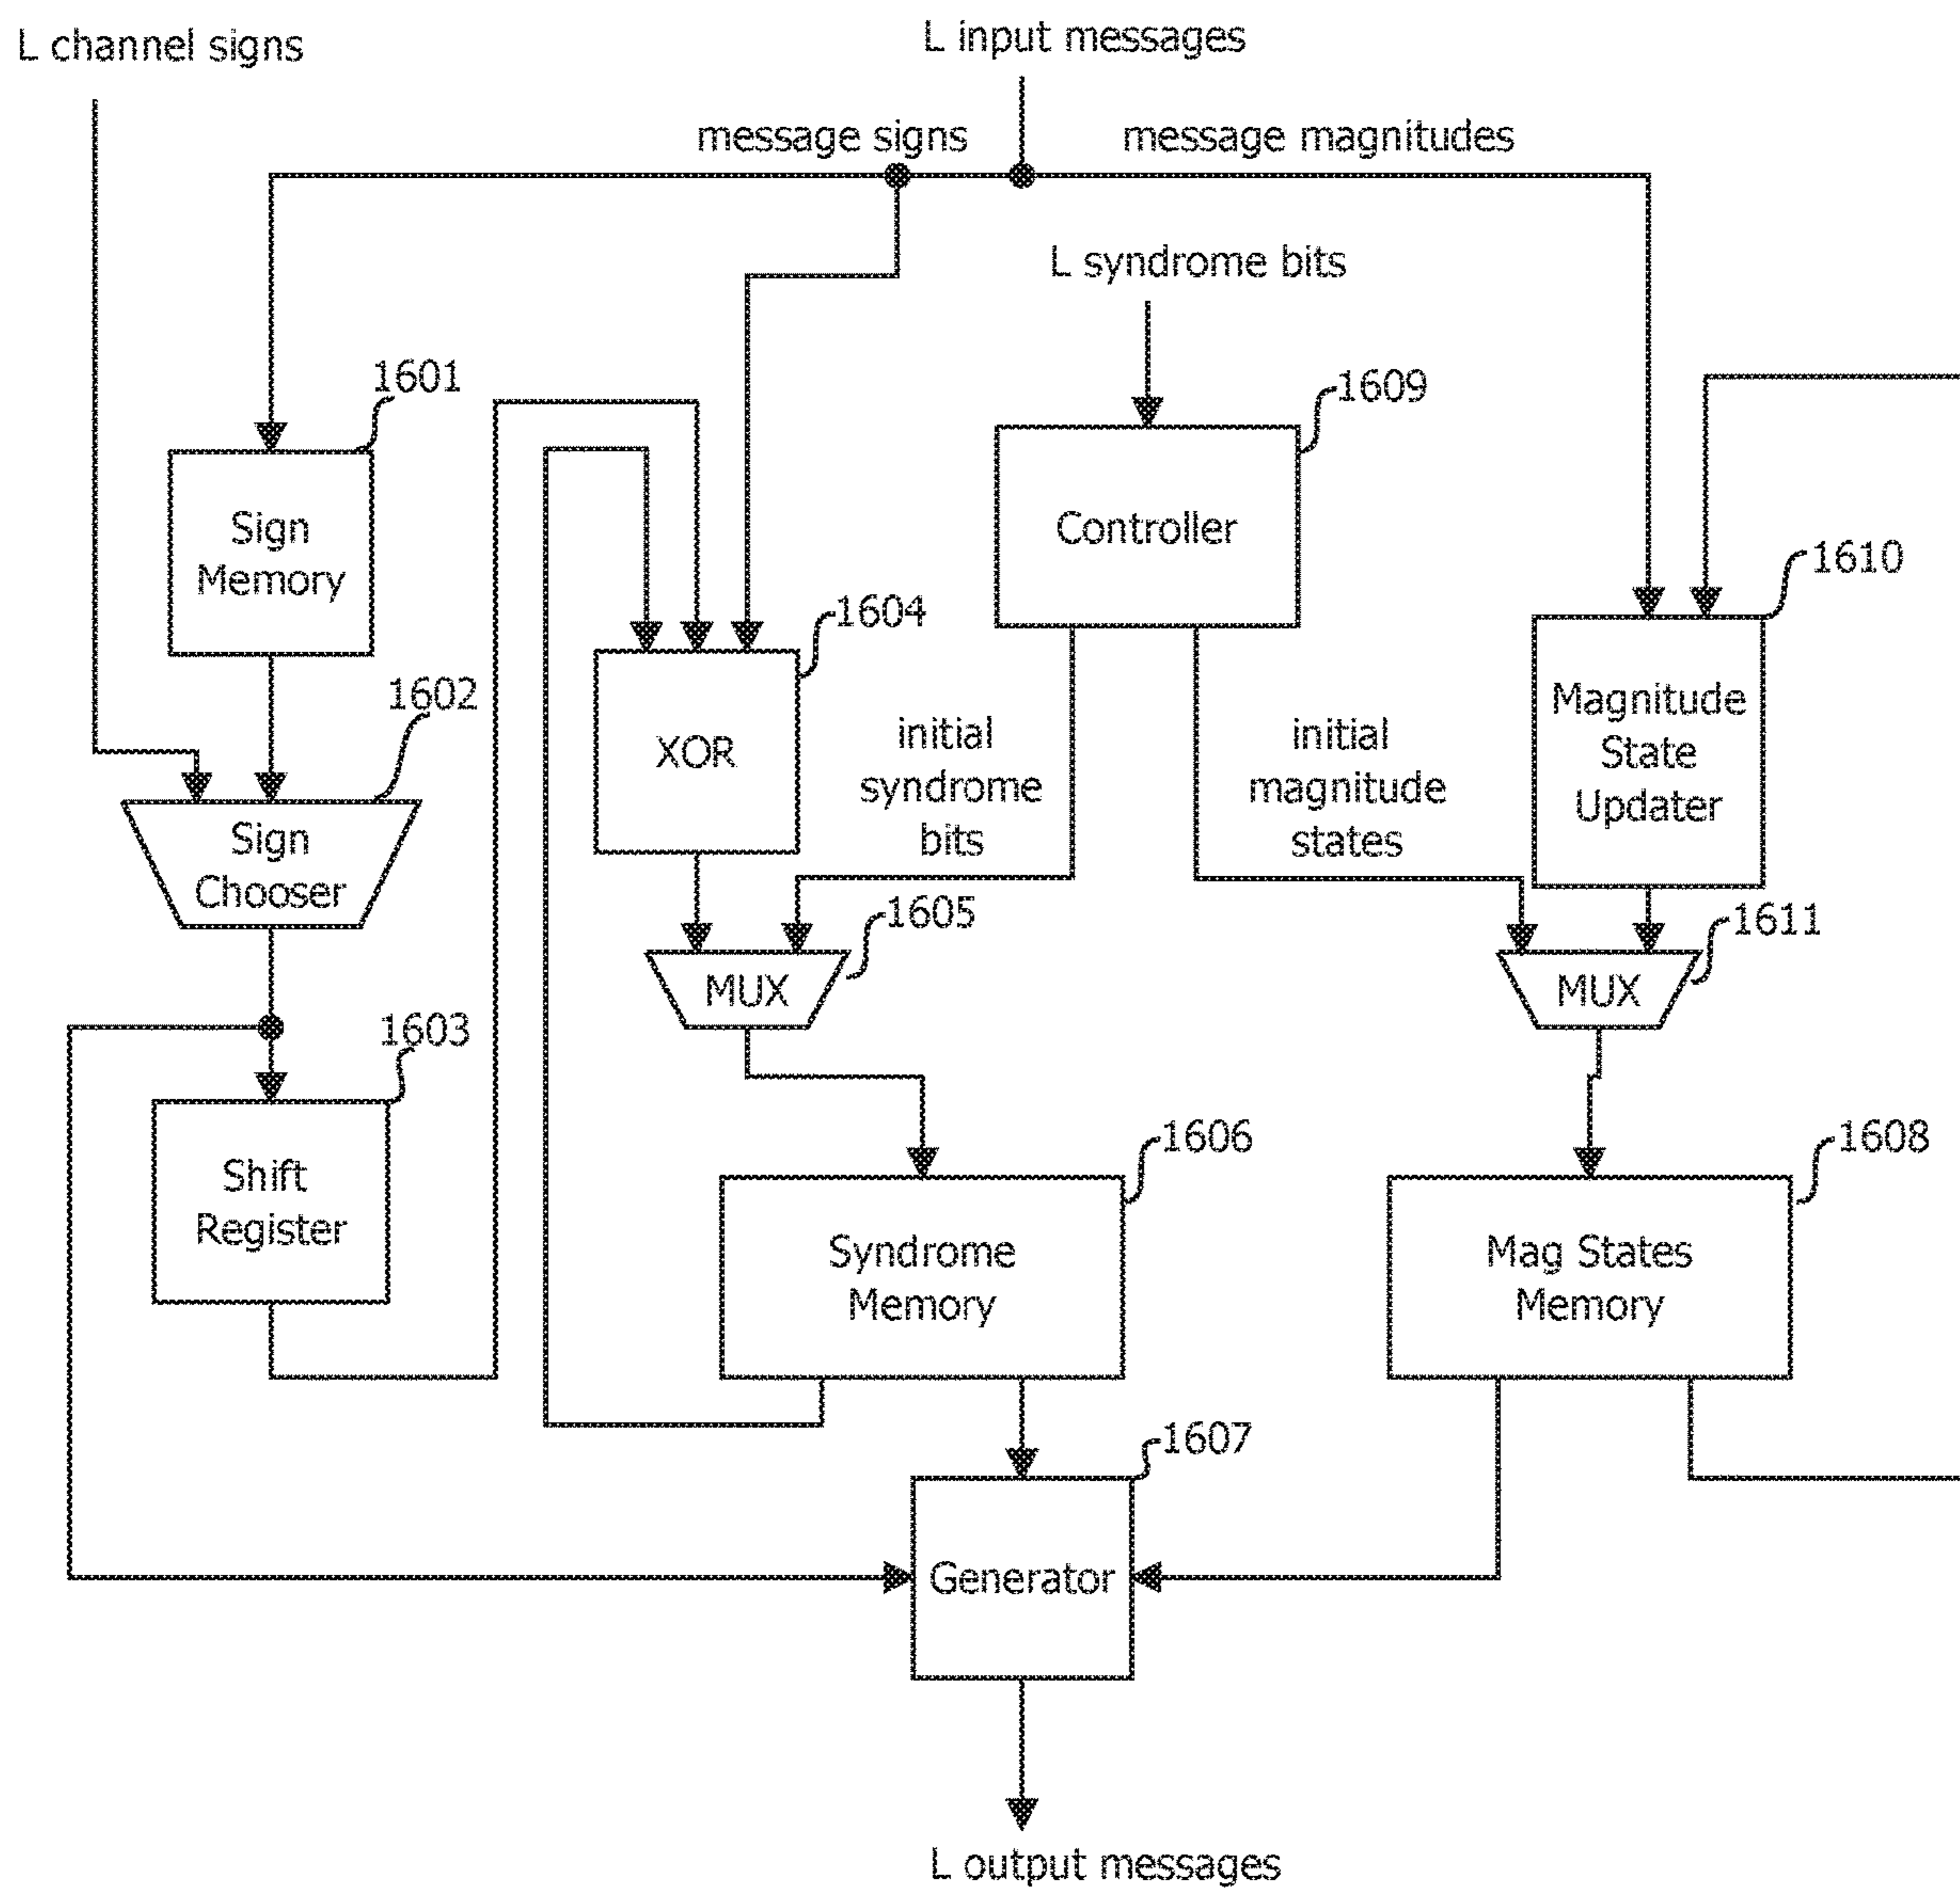 L channel signs
L input messages
message signs
message magnitudes
L syndrome bits
1601
1609
Sign
Memory
Controller
1610
1604
1602
XOR
initial
syndrome
bits
initial
magnitude
states
Magnitude
State
Updater
Sign
Chooser
1605
1611
MUX
MUX
1603
Shift
Register
1606
1608
Syndrome
Memory
Mag States
Memory
1607
Generator
L output messages